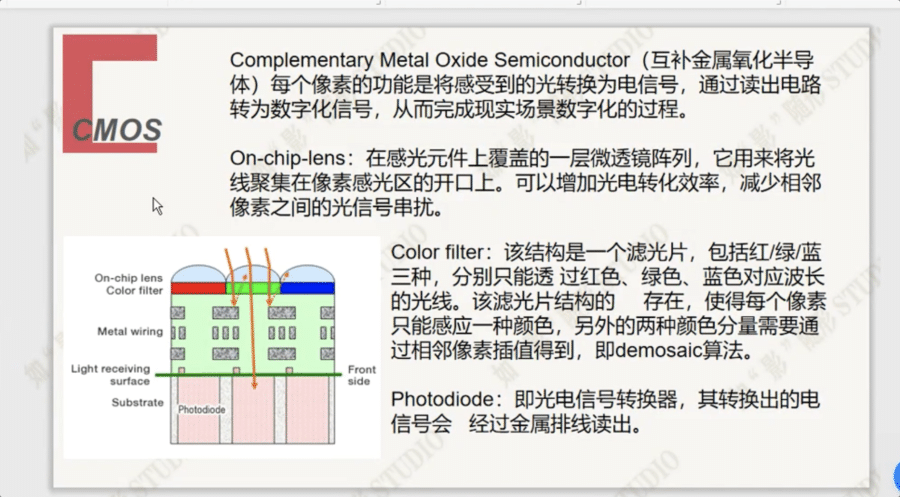 Complementary Metal Oxide Semiconductor（互补金属氧化半导
体）每个像素的功能是将感受到的光转换为电信号，通过读出电路
转为数字化信号，从而完成现实场景数字化的过程。
CMOS
On-chip-lens：在感光元件上覆盖的一层微透镜阵列，它用来将光
线聚集在像素感光区的开口上。可以增加光电转化效率，减少相邻
像素之间的光信号串扰。
Color filter：该结构是一个滤光片，包括红/绿/蓝
三种，分别只能透 过红色、绿色、蓝色对应波长
的光线。该滤光片结构的 存在，使得每个像素
只能感应一种颜色，另外的两种颜色分量需要通
过相邻像素插值得到，即demosaic算法。
Photodiode：即光电信号转换器，其转换出的电
信号会 经过金属排线读出。
On-chip lens
Color filter
Metal wiring
Light receiving
surface
Front
side
Substrate
Photodiode